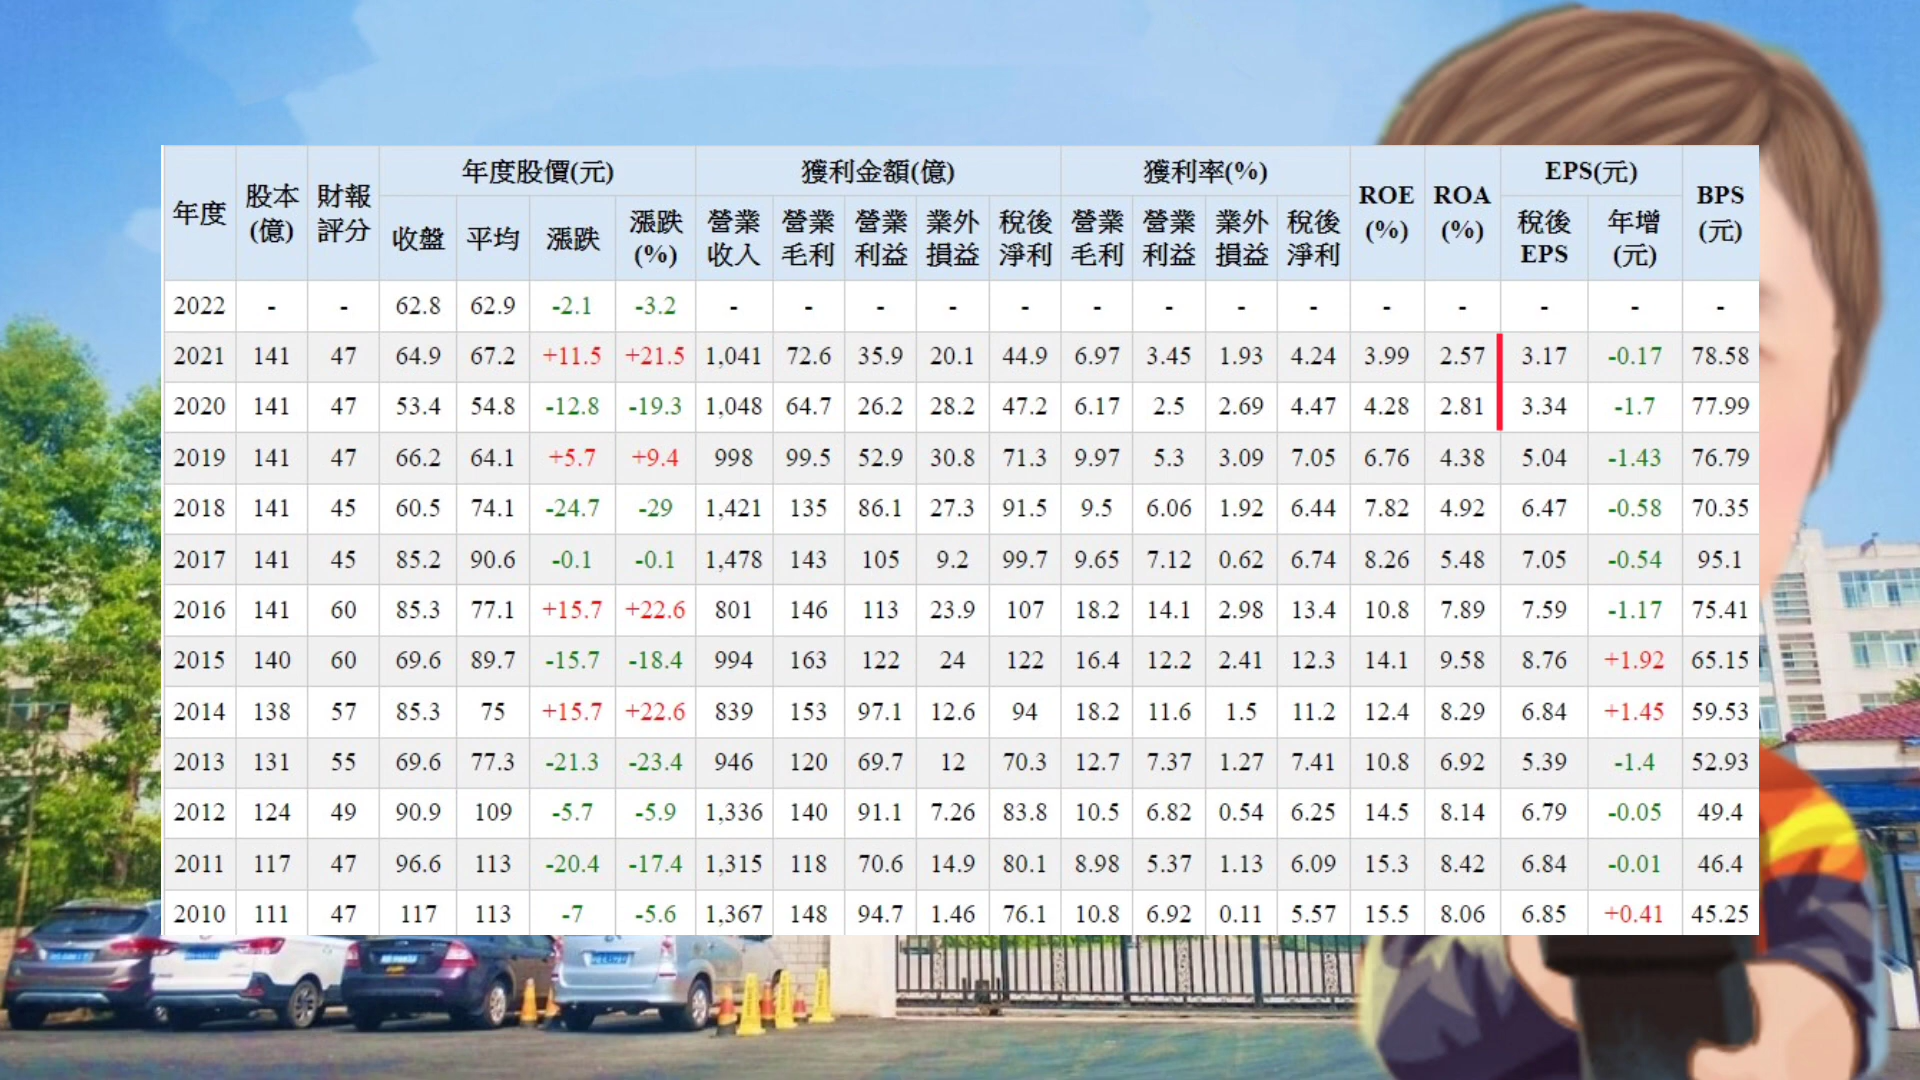 年度 股本(億) 財報評分 年度股價(元) 獲利金額(億) 獲利率(%) ROE(%) ROA(%) EPS(元) BPS(元)
收盤 平均 漲跌 漲跌(%) 營業收入 營業毛利 營業利益 業外損益 稅後淨利 營業毛利 營業利益 業外損益 稅後淨利 稅後EPS 年增(元)
2022 - - 62.8 62.9 -2.1 -3.2 - - - - - - - - - - - - - -
2021 141 47 64.9 67.2 +11.5 +21.5 1,041 72.6 35.9 20.1 44.9 6.97 3.45 1.93 4.24 3.99 2.57 3.17 -0.17 78.58
2020 141 47 53.4 54.8 -12.8 -19.3 1,048 64.7 26.2 28.2 47.2 6.17 2.5 2.69 4.47 4.28 2.81 3.34 -1.7 77.99
2019 141 47 66.2 64.1 +5.7 +9.4 998 99.5 52.9 30.8 71.3 9.97 5.3 3.09 7.05 6.76 4.38 5.04 -1.43 76.79
2018 141 45 60.5 74.1 -24.7 -29 1,421 135 86.1 27.3 91.5 9.5 6.06 1.92 6.44 7.82 4.92 6.47 -0.58 70.35
2017 141 45 85.2 90.6 -0.1 -0.1 1,478 143 105 9.2 99.7 9.65 7.12 0.62 6.74 8.26 5.48 7.05 -0.54 95.1
2016 141 60 85.3 77.1 +15.7 +22.6 801 146 113 23.9 107 18.2 14.1 2.98 13.4 10.8 7.89 7.59 -1.17 75.41
2015 140 60 69.6 89.7 -15.7 -18.4 994 163 122 24 122 16.4 12.2 2.41 12.3 14.1 9.58 8.76 +1.92 65.15
2014 138 57 85.3 75 +15.7 +22.6 839 153 97.1 12.6 94 18.2 11.6 1.5 11.2 12.4 8.29 6.84 +1.45 59.53
2013 131 55 69.6 77.3 -21.3 -23.4 946 120 69.7 12 70.3 12.7 7.37 1.27 7.41 10.8 6.92 5.39 -1.4 52.93
2012 124 49 90.9 109 -5.7 -5.9 1,336 140 91.1 7.26 83.8 10.5 6.82 0.54 6.25 14.5 8.14 6.79 -0.05 49.4
2011 117 47 96.6 113 -20.4 -17.4 1,315 118 70.6 14.9 80.1 8.98 5.37 1.13 6.09 15.3 8.42 6.84 -0.01 46.4
2010 111 47 117 113 -7 -5.6 1,367 148 94.7 1.46 76.1 10.8 6.92 0.11 5.57 15.5 8.06 6.85 +0.41 45.25